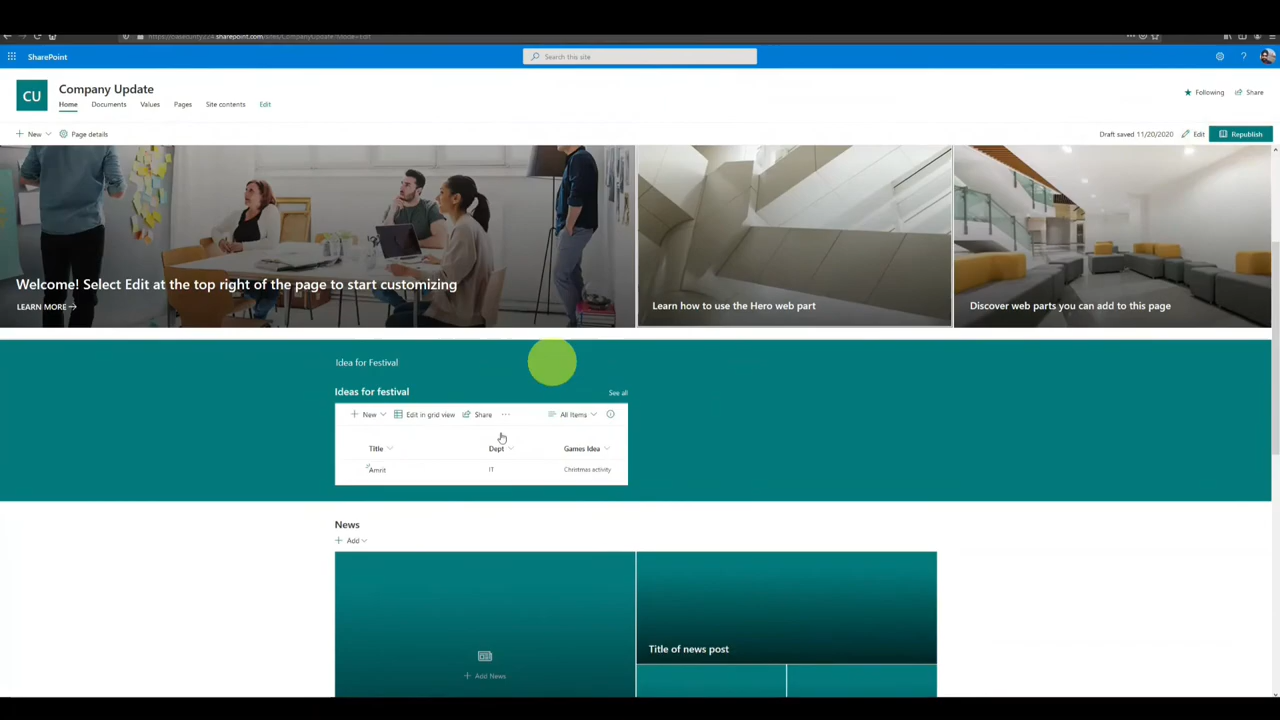 SharePoint
Search this site
?
CU
Company Update
Home Documents Values Pages Site contents Edit
Following Share
+ New Page details
Draft saved 11/20/2020 Edit Republish
Welcome! Select Edit at the top right of the page to start customizing
LEARN MORE →
Learn how to use the Hero web part
Discover web parts you can add to this page
Idea for Festival
Ideas for festival See all
+ New Edit in grid view Share ... All Items
Title Dept Games Idea
Amrit IT Christmas activity
News
+ Add
+ Add News
Title of news post